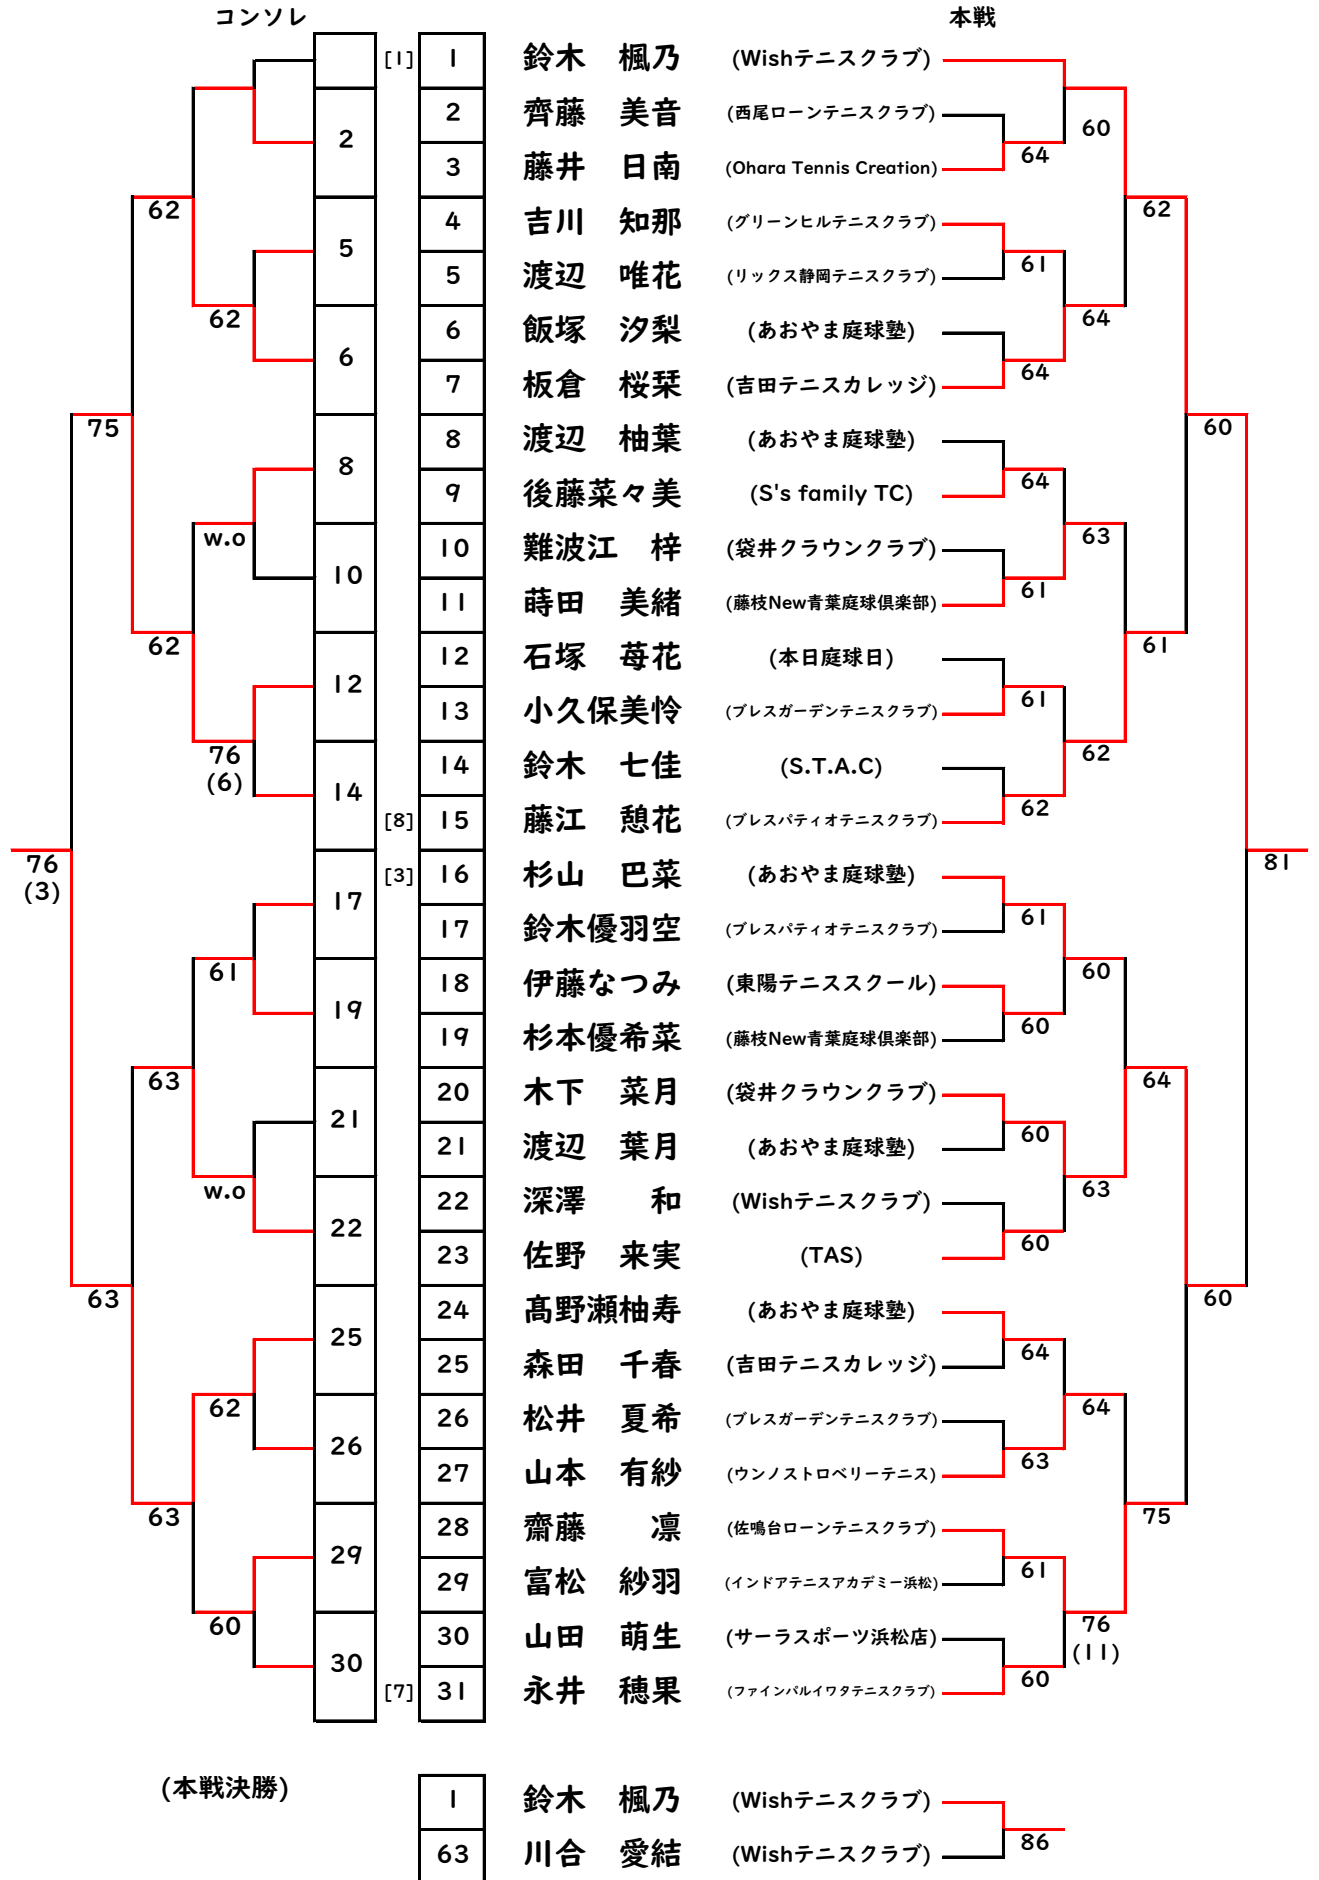 コンソレ 本戦
[1] 1 鈴木 楓乃 (Wishテニスクラブ)
2 2 齊藤 美音 (西尾ローンテニスクラブ) 60
3 藤井 日南 (Ohara Tennis Creation) 64
62 4 吉川 知那 (グリーンヒルテニスクラブ) 62
5 5 渡辺 唯花 (リックス静岡テニスクラブ) 61
62 6 飯塚 汐梨 (あおやま庭球塾) 64
6 7 板倉 桜栞 (吉田テニスカレッジ) 64
75 8 渡辺 柚葉 (あおやま庭球塾) 60
8 9 後藤菜々美 (S's family TC) 64
w.o 10 難波江 梓 (袋井クラウンクラブ) 63
10 11 蒔田 美緒 (藤枝New青葉庭球倶楽部) 61
62 12 石塚 苺花 (本日庭球日) 61
12 13 小久保美怜 (ブレスガーデンテニスクラブ) 61
76 14 鈴木 七佳 (S.T.A.C) 62
(6)
14 [8] 15 藤江 憩花 (ブレスパティオテニスクラブ) 62
76 [3] 16 杉山 巴菜 (あおやま庭球塾) 81
(3)
17 17 鈴木優羽空 (ブレスパティオテニスクラブ) 61
61 18 伊藤なつみ (東陽テニススクール) 60
19 19 杉本優希菜 (藤枝New青葉庭球倶楽部) 60
63 20 木下 菜月 (袋井クラウンクラブ) 64
21 21 渡辺 葉月 (あおやま庭球塾) 60
w.o 22 深澤 和 (Wishテニスクラブ) 63
22 23 佐野 来実 (TAS) 60
63 24 髙野瀬柚寿 (あおやま庭球塾) 60
25 25 森田 千春 (吉田テニスカレッジ) 64
62 26 松井 夏希 (ブレスガーデンテニスクラブ) 64
26 27 山本 有紗 (ウンノストロベリーテニス) 63
63 28 齋藤 凛 (佐鳴台ローンテニスクラブ) 75
29 29 富松 紗羽 (インドアテニスアカデミー浜松) 61
60 30 山田 萌生 (サーラスポーツ浜松店) 76
(11)
30 [7] 31 永井 穂果 (ファインパルイワタテニスクラブ) 60
(本戦決勝) 1 鈴木 楓乃 (Wishテニスクラブ)
63 川合 愛結 (Wishテニスクラブ) 86